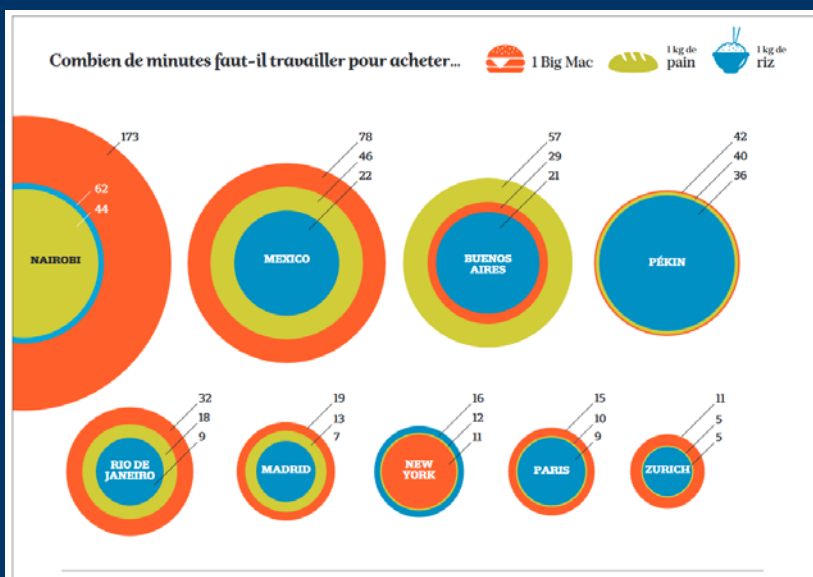 Combien de minutes faut-il travailler pour acheter...
1 Big Mac
1 kg de
pain
1 kg de
riz
173
62
44
NAIROBI
78
46
22
MEXICO
57
29
21
BUENOS
AIRES
42
40
36
PÉKIN
32
18
9
RIO DE
JANEIRO
19
13
7
MADRID
16
12
11
NEW
YORK
15
10
9
PARIS
11
5
5
ZURICH